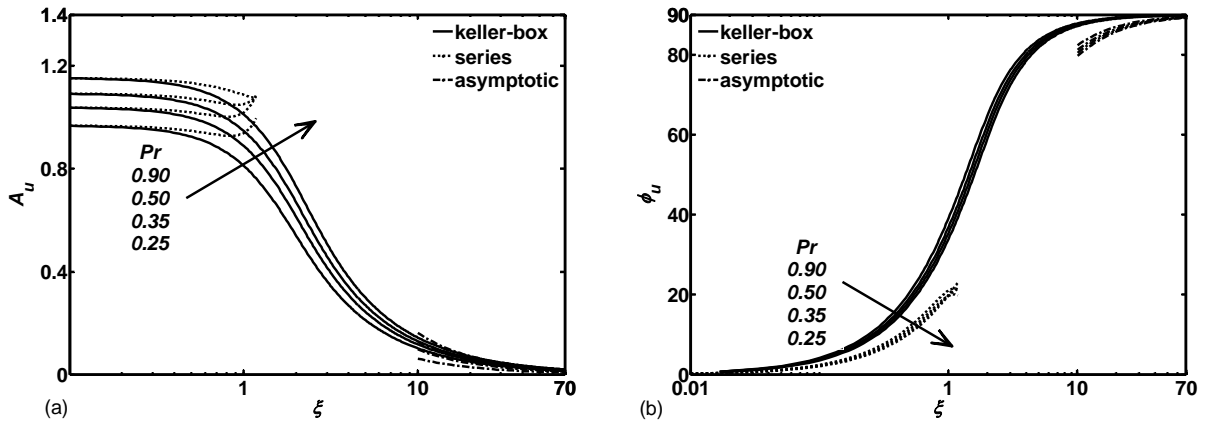 1.4
1.2
0.8
0.4
0
A_u
keller-box
series
asymptotic
Pr
0.90
0.50
0.35
0.25
1
10
70
ξ
(a)
90
80
60
40
20
0
ϕ_u
keller-box
series
asymptotic
Pr
0.90
0.50
0.35
0.25
0.01
1
10
70
ξ
(b)